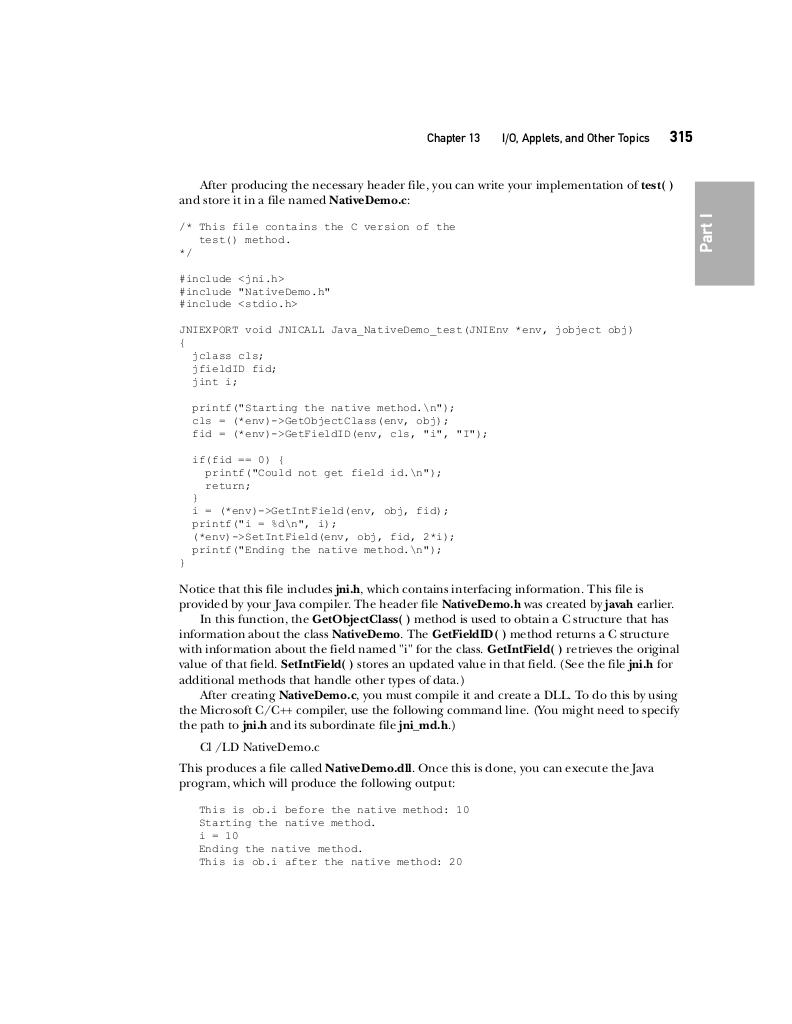 Chapter 13 I/O, Applets, and Other Topics 315
Part I
After producing the necessary header file, you can write your implementation of test( )
and store it in a file named NativeDemo.c:
/* This file contains the C version of the
test() method.
*/
#include <jni.h>
#include "NativeDemo.h"
#include <stdio.h>
JNIEXPORT void JNICALL Java_NativeDemo_test(JNIEnv *env, jobject obj)
{
jclass cls;
jfieldID fid;
jint i;
printf("Starting the native method.\n");
cls = (*env)->GetObjectClass(env, obj);
fid = (*env)->GetFieldID(env, cls, "i", "I");
if(fid == 0) {
printf("Could not get field id.\n");
return;
}
i = (*env)->GetIntField(env, obj, fid);
printf("i = %d\n", i);
(*env)->SetIntField(env, obj, fid, 2*i);
printf("Ending the native method.\n");
}
Notice that this file includes jni.h, which contains interfacing information. This file is
provided by your Java compiler. The header file NativeDemo.h was created by javah earlier.
In this function, the GetObjectClass( ) method is used to obtain a C structure that has
information about the class NativeDemo. The GetFieldID( ) method returns a C structure
with information about the field named "i" for the class. GetIntField( ) retrieves the original
value of that field. SetIntField( ) stores an updated value in that field. (See the file jni.h for
additional methods that handle other types of data.)
After creating NativeDemo.c, you must compile it and create a DLL. To do this by using
the Microsoft C/C++ compiler, use the following command line. (You might need to specify
the path to jni.h and its subordinate file jni_md.h.)
Cl /LD NativeDemo.c
This produces a file called NativeDemo.dll. Once this is done, you can execute the Java
program, which will produce the following output:
This is ob.i before the native method: 10
Starting the native method.
i = 10
Ending the native method.
This is ob.i after the native method: 20